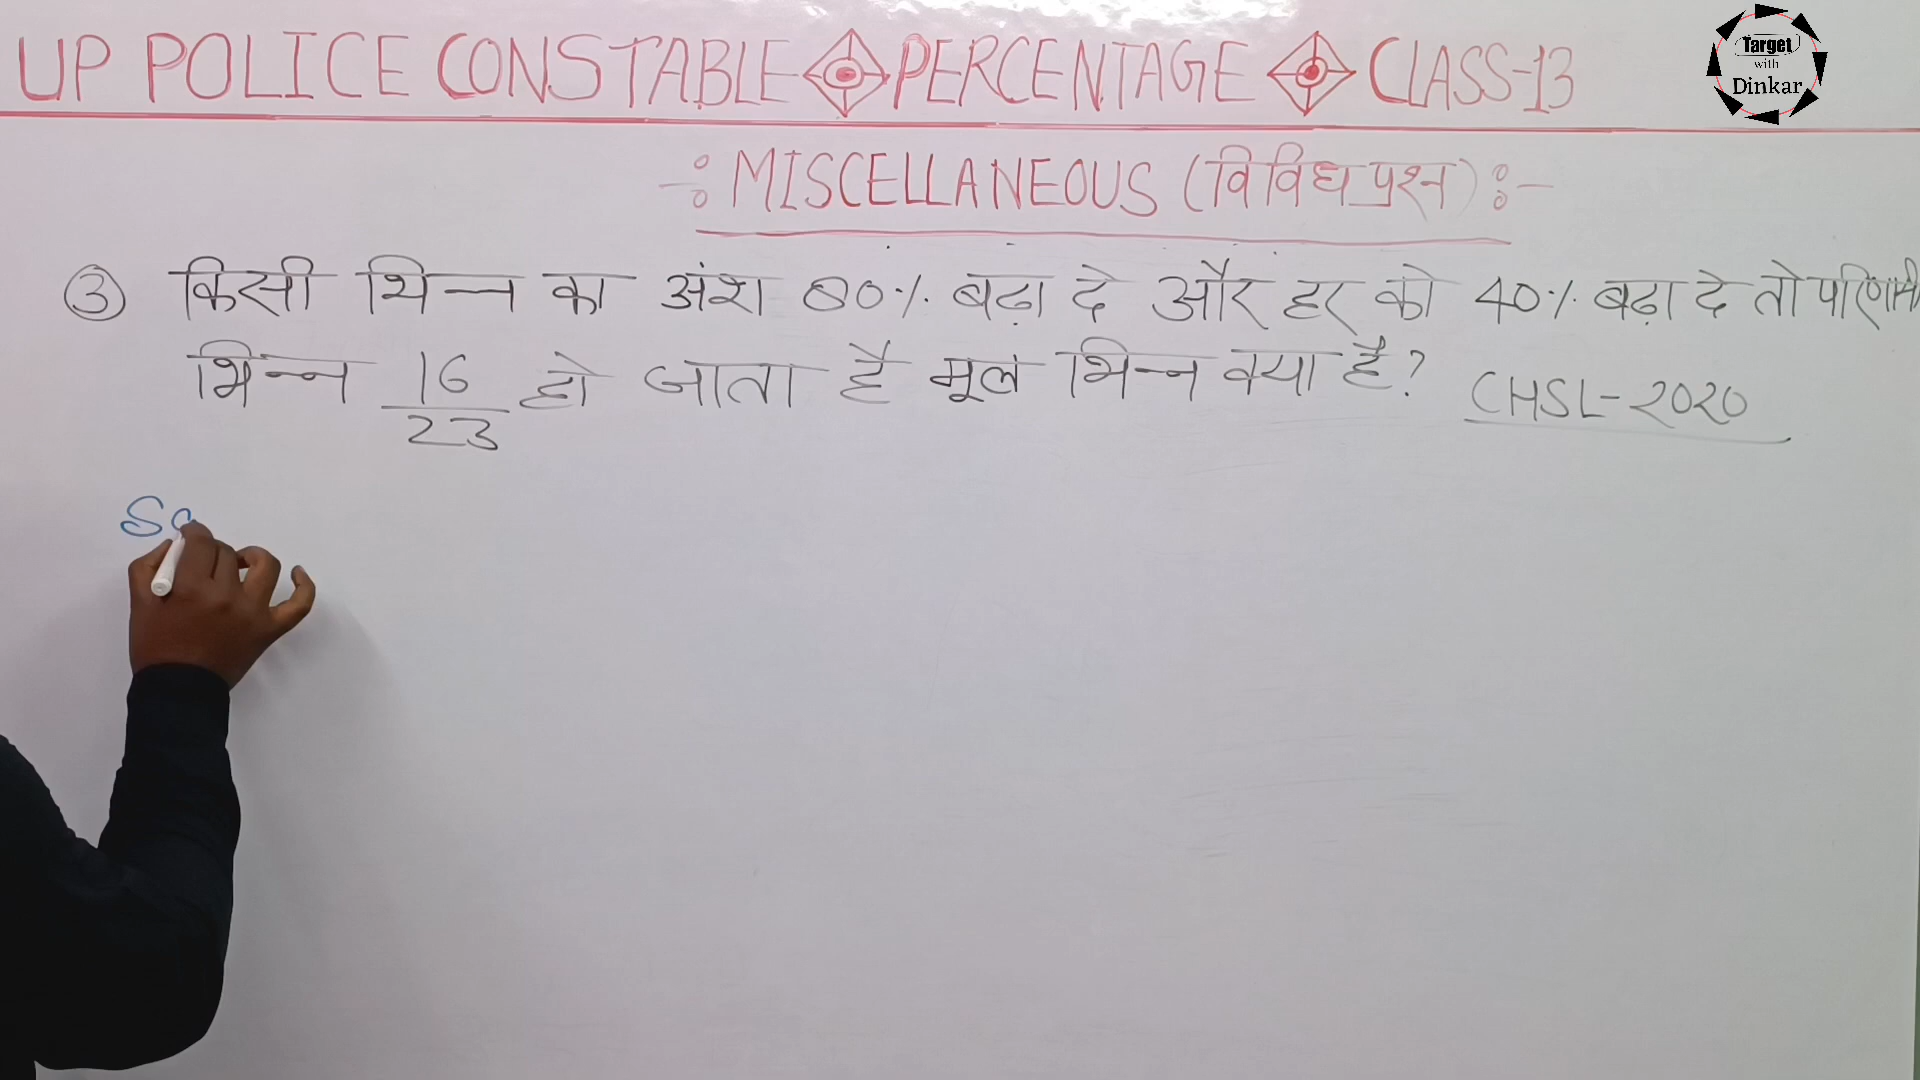 UP POLICE CONSTABLE PERCENTAGE CLASS-13
Target
with
Dinkar
-: MISCELLANEOUS (विविध प्रश्न) :-
③ किसी भिन्न का अंश 80% बढ़ा दे और हर को 40% बढ़ा दे तो परिणामी
भिन्न 16/23 हो जाता है मूल भिन्न क्या है? CHSL-2020
So